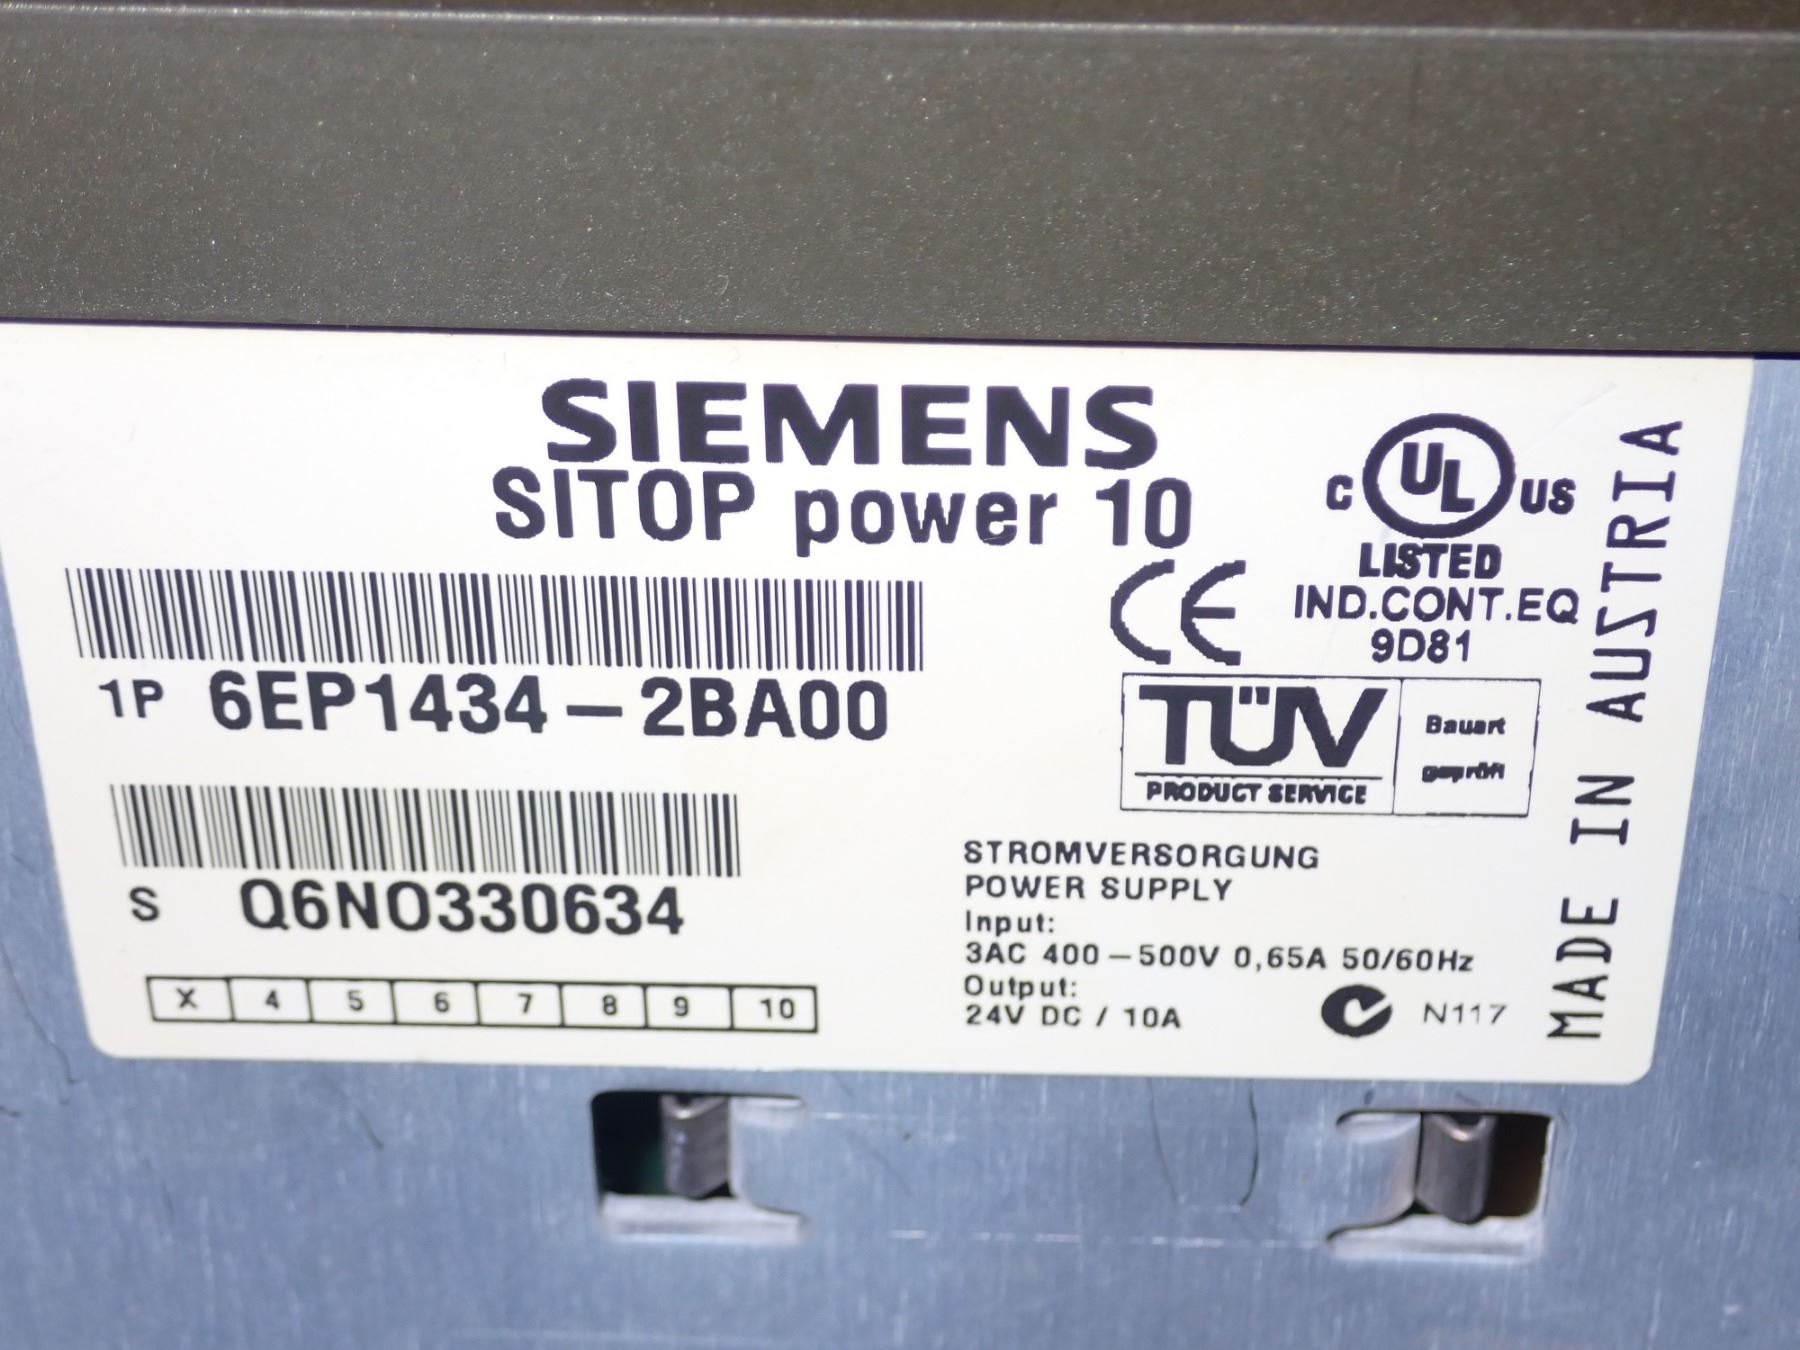 SIEMENS
SITOP power 10
1P 6EP1434-2BA00
S Q6NO330634
X 4 5 6 7 8 9 10
C UL US
LISTED
IND.CONT.EQ
9D81
CE
TÜV
PRODUCT SERVICE
Bauart
geprüft
STROMVERSORGUNG
POWER SUPPLY
Input:
3AC 400-500V 0,65A 50/60Hz
Output:
24V DC / 10A
N117
MADE IN AUSTRIA